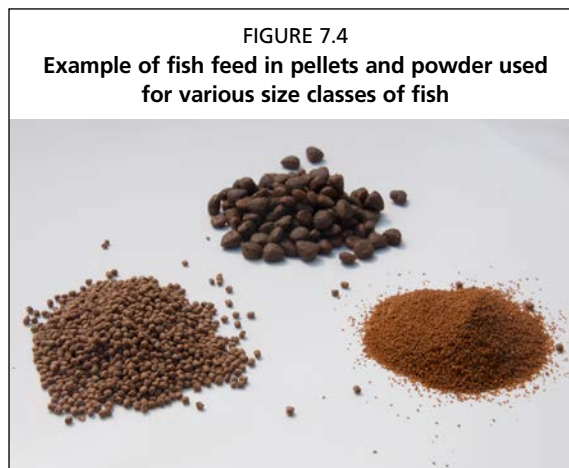 FIGURE 7.4
Example of fish feed in pellets and powder used
for various size classes of fish